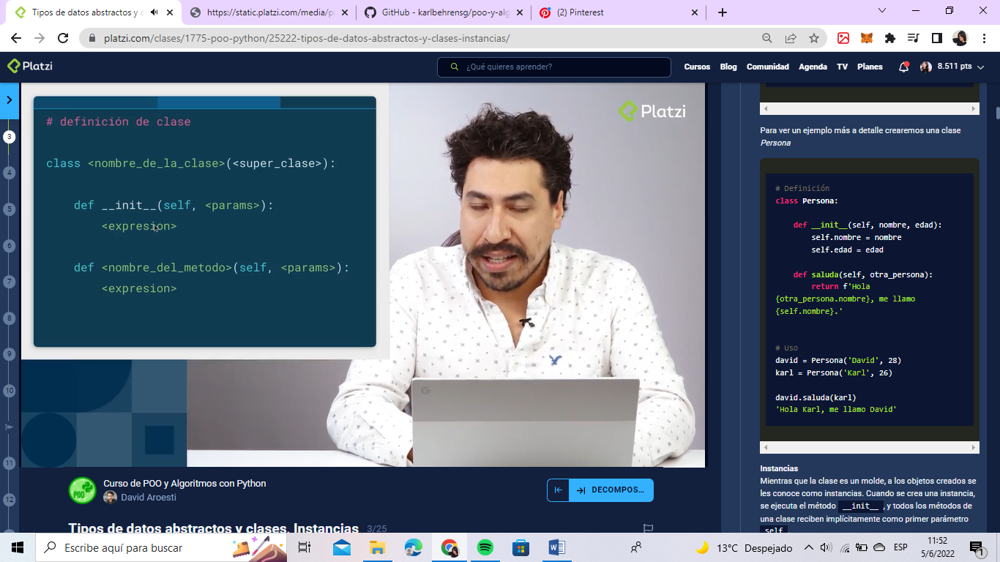 Tipos de datos abstractos y c
https://static.platzi.com/media/p
GitHub - karlbehrensg/poo-y-alg
(2) Pinterest
platzi.com/clases/1775-poo-python/25222-tipos-de-datos-abstractos-y-clases-instancias/
Platzi
¿Qué quieres aprender?
Cursos
Blog
Comunidad
Agenda
TV
Planes
8.511 pts
3
4
5
6
7
8
9
10
11
12
# definición de clase
class <nombre_de_la_clase>(<super_clase>):
def __init__(self, <params>):
<expresion>
def <nombre_del_metodo>(self, <params>):
<expresion>
Platzi
G
POO
Curso de POO y Algoritmos con Python
David Aroesti
DECOMPOS...
Tipos de datos abstractos y clases, Instancias 3/25
Para ver un ejemplo más a detalle crearemos una clase
Persona
# Definición
class Persona:
def __init__(self, nombre, edad):
self.nombre = nombre
self.edad = edad
def saluda(self, otra_persona):
return f'Hola
{otra_persona.nombre}, me llamo
{self.nombre}.'
# Uso
david = Persona('David', 28)
karl = Persona('Karl', 26)
david.saluda(karl)
'Hola Karl, me llamo David'
Instancias
Mientras que la clase es un molde, a los objetos creados se
les conoce como instancias. Cuando se crea una instancia,
se ejecuta el método __init__, y todos los métodos de
una clase reciben implícitamente como primer parámetro
self
Escribe aquí para buscar
13°C Despejado
ESP
11:52
5/6/2022
1